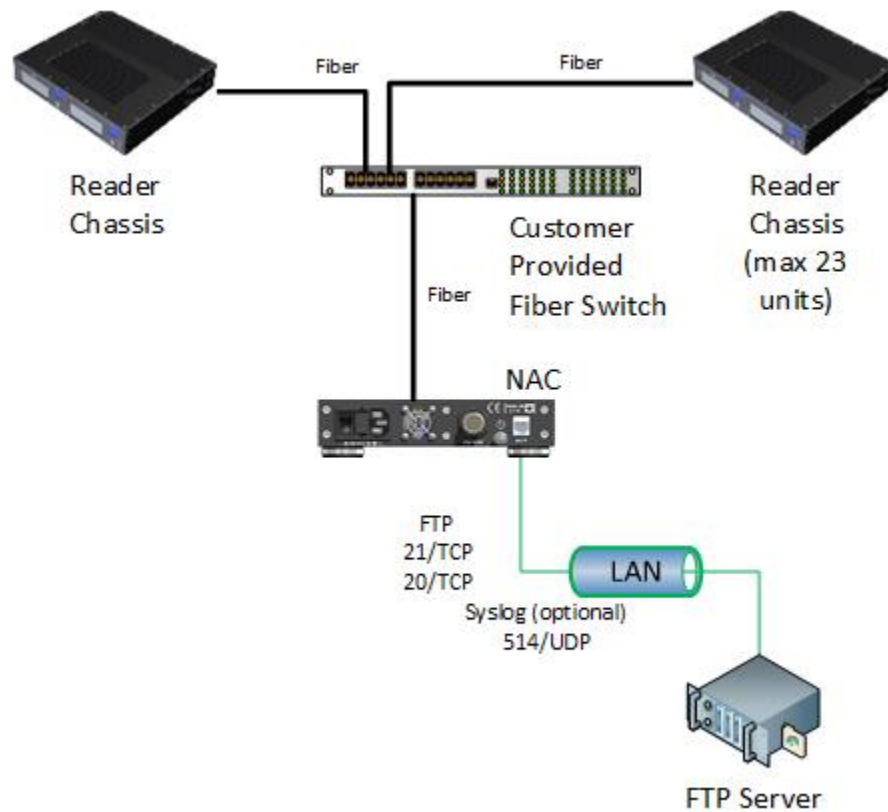 Fiber
Fiber
Reader
Chassis
Reader
Chassis
(max 23
units)
Customer
Provided
Fiber Switch
Fiber
NAC
FTP
21/TCP
20/TCP
LAN
Syslog (optional)
514/UDP
FTP Server